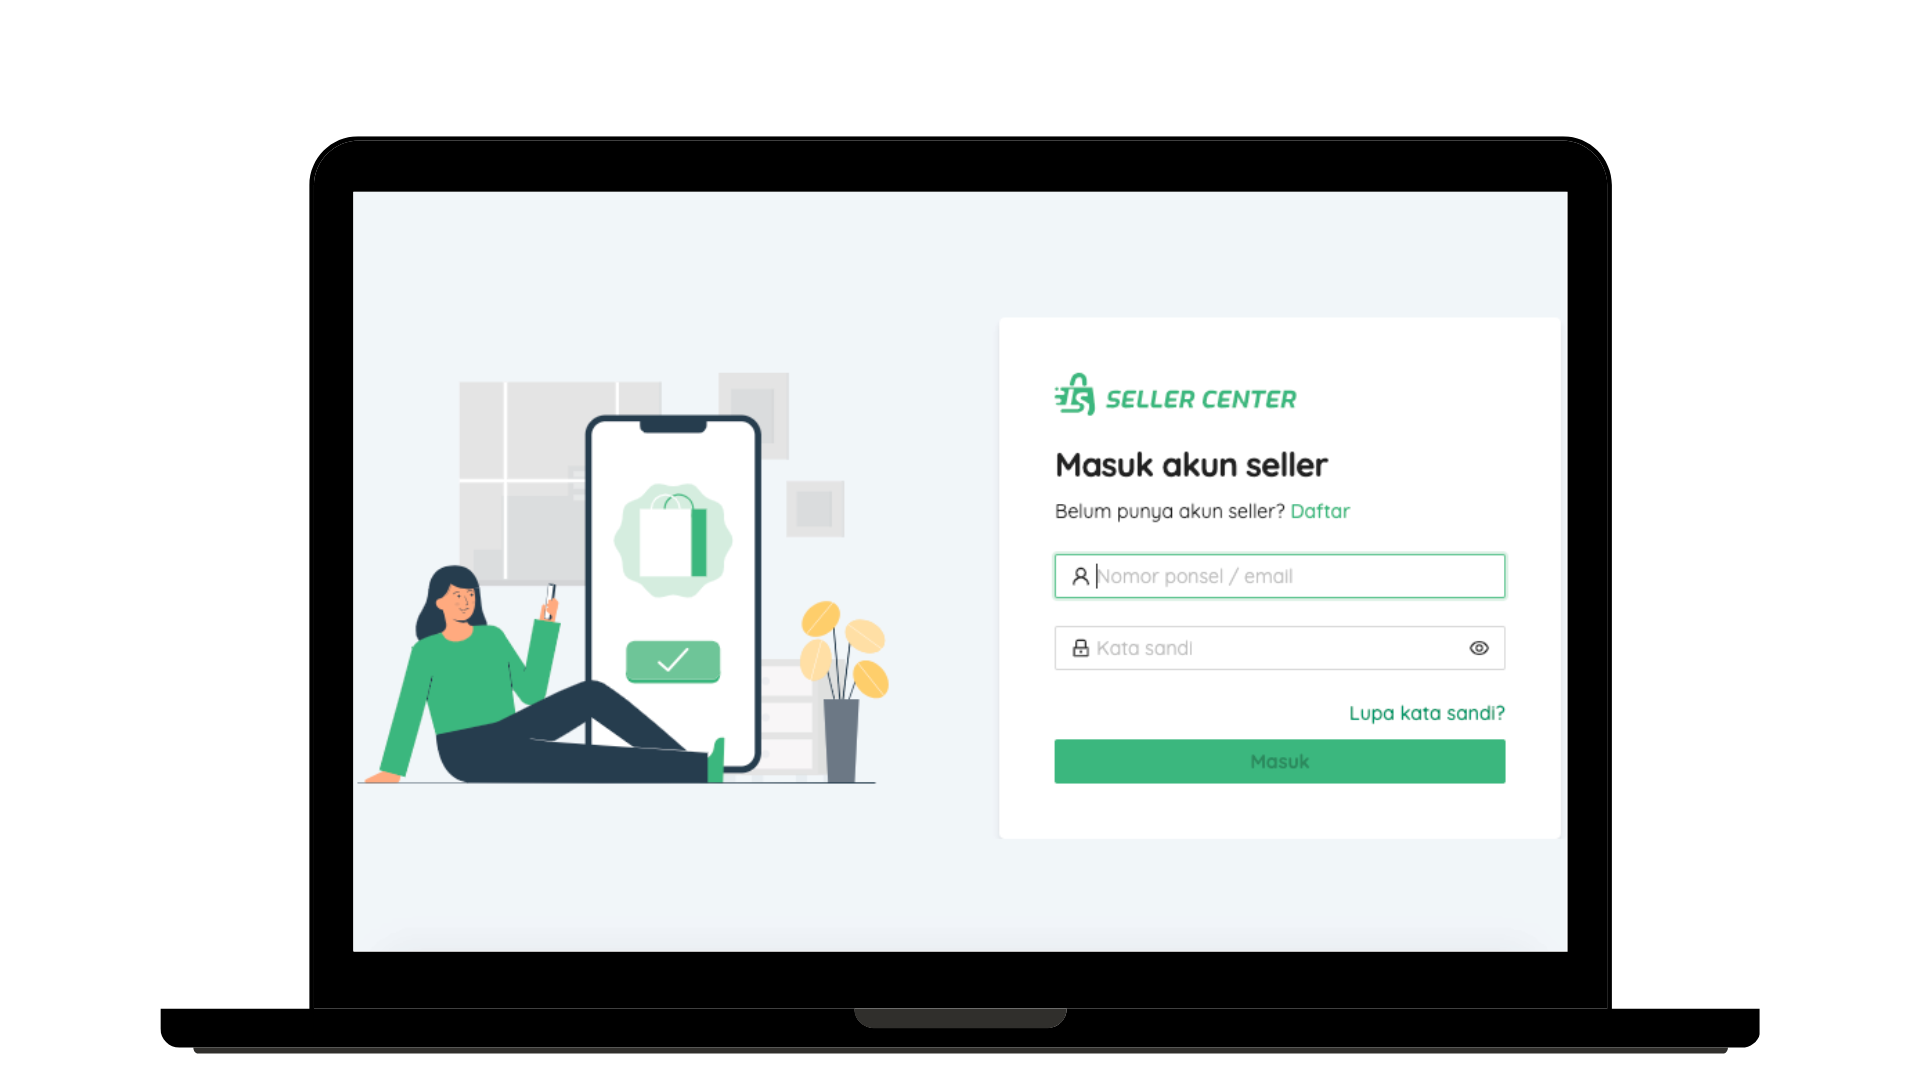 SELLER CENTER
Masuk akun seller
Belum punya akun seller? Daftar
Nomor ponsel / email
Kata sandi
Lupa kata sandi?
Masuk